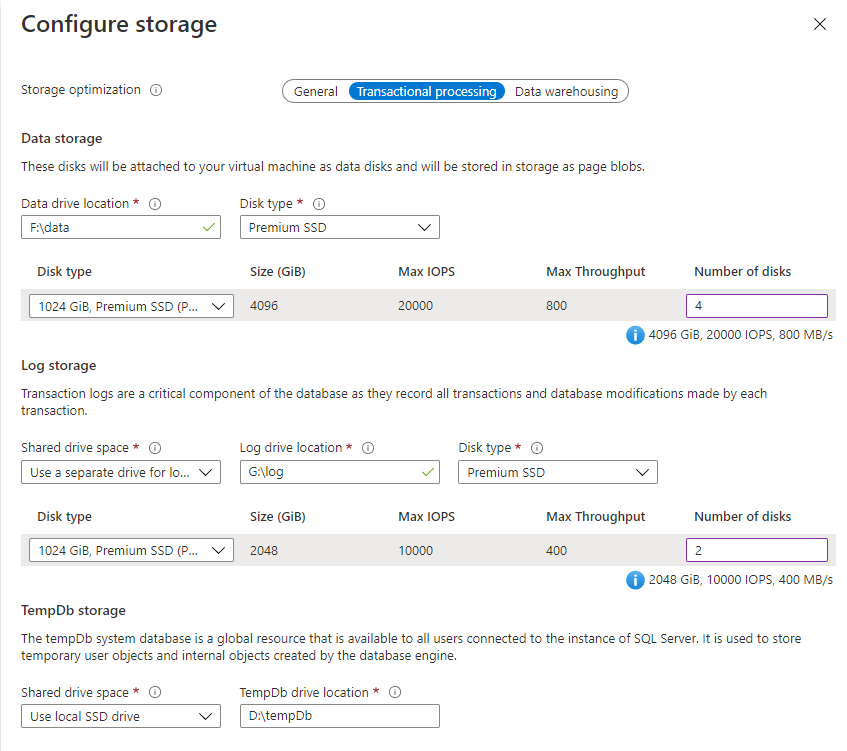 Configure storage
Storage optimization
General Transactional processing Data warehousing
Data storage
These disks will be attached to your virtual machine as data disks and will be stored in storage as page blobs.
Data drive location * Disk type *
F:\data Premium SSD
Disk type Size (GiB) Max IOPS Max Throughput Number of disks
1024 GiB, Premium SSD (P... 4096 20000 800 4
4096 GiB, 20000 IOPS, 800 MB/s
Log storage
Transaction logs are a critical component of the database as they record all transactions and database modifications made by each
transaction.
Shared drive space * Log drive location * Disk type *
Use a separate drive for lo... G:\log Premium SSD
Disk type Size (GiB) Max IOPS Max Throughput Number of disks
1024 GiB, Premium SSD (P... 2048 10000 400 2
2048 GiB, 10000 IOPS, 400 MB/s
TempDb storage
The tempDb system database is a global resource that is available to all users connected to the instance of SQL Server. It is used to store
temporary user objects and internal objects created by the database engine.
Shared drive space * TempDb drive location *
Use local SSD drive D:\tempDb